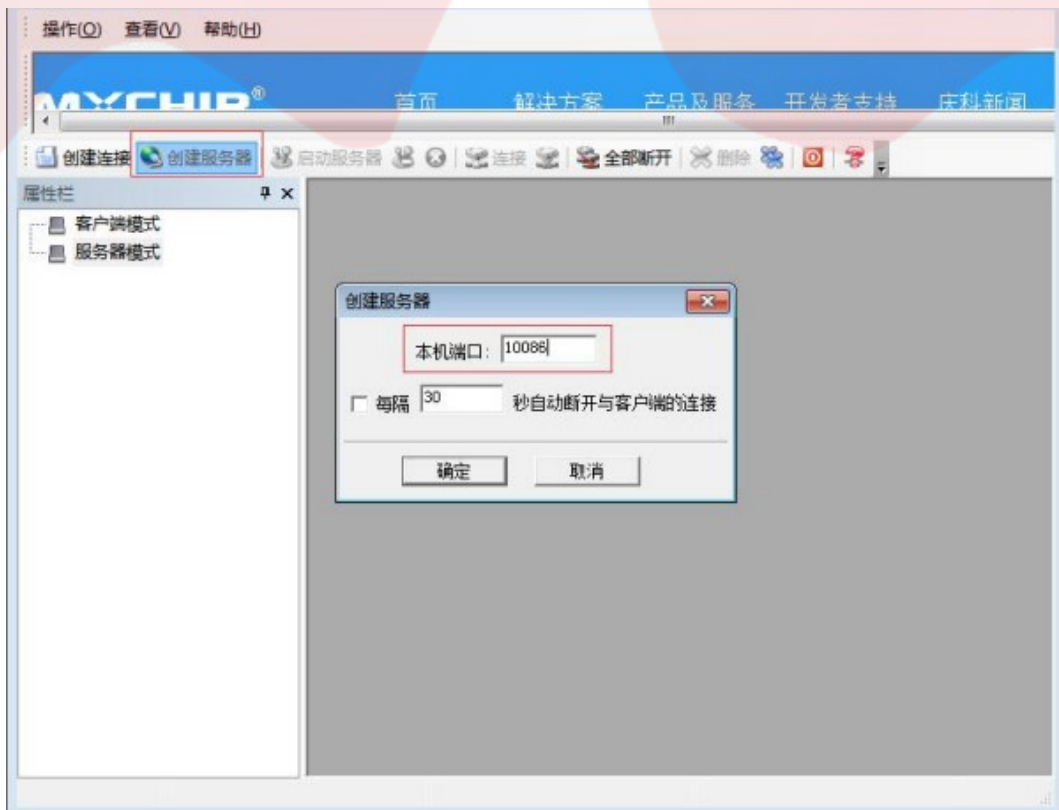 操作(O) 查看(V) 帮助(H)
MXCHIP®
首页 解决方案 产品及服务 开发者支持 庆科新闻
创建连接 创建服务器 启动服务器 连接 全部断开 删除
属性栏
客户端模式
服务器模式
创建服务器
本机端口: 10086
每隔 30 秒自动断开与客户端的连接
确定 取消